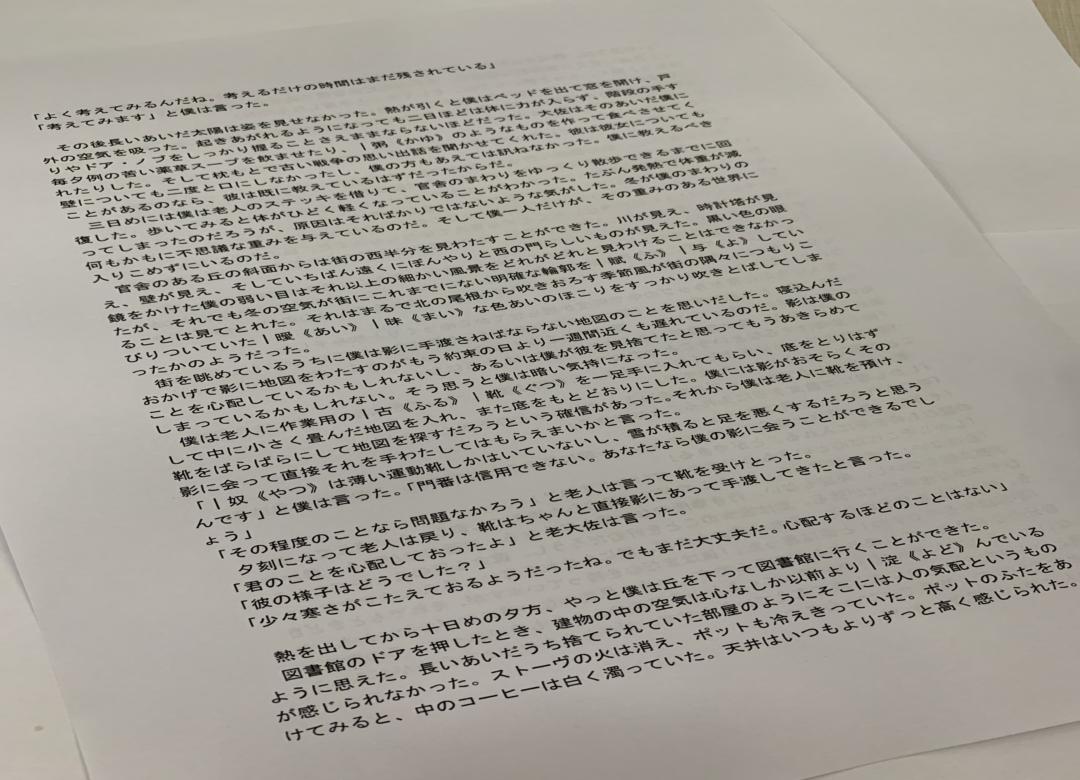 「よく考えてみるんだね。考えるだけの時間はまだ残されている」
「考えてみます」と僕は言った。
その後長いあいだ太陽は姿を見せなかった。熱が引くと僕はベッドを出て窓を開け、戸
外の空気を吸った。起きあがれるようになっても二日ほどは体に力が入らず、階段の手す
りやドア・ノブをしっかり握ることさえままならないほどだった。大佐はそのあいだ僕に
毎夕例の苦い薬草スープを飲ませたり、|粥《かゆ》のようなものを作って食べさせてく
れたりした。そして枕もとで古い戦争の思い出話を聞かせてくれた。彼は彼女についても
壁についても二度と口にしなかったし、僕の方もあえては訊ねなかった。僕に教えるべき
ことがあるのなら、彼は既に教えているはずだったからだ。
三日めには僕は老人のステッキを借りて、官舎のまわりをゆっくり散歩できるまでに回
復した。歩いてみると体がひどく軽くなっていることがわかった。たぶん発熱で体重が減
ってしまったのだろうが、原因はそればかりではないような気がした。冬が僕のまわりの
何もかもに不思議な重みを与えているのだ。そして僕一人だけが、その重みのある世界に
入りこめずにいるのだ。
官舎のある丘の斜面からは街の西半分を見わたすことができた。川が見え、時計塔が見
え、壁が見え、そしていちばん遠くにぼんやりと西の門らしいものが見えた。黒い色の眼
鏡をかけた僕の弱い目はそれ以上の細かい風景をどれがどれと見わけることはできなかっ
たが、それでも冬の空気が街にこれまでにない明確な輪郭を|賦《ふ》|与《よ》してい
ることは見てとれた。それはまるで北の尾根から吹きおろす季節風が街の隅々につもりこ
びりついていた|曖《あい》|昧《まい》な色あいのほこりをすっかり吹きとばしてしま
ったかのようだった。
街を眺めているうちに僕は影に手渡さねばならない地図のことを思いだした。寝込んだ
おかげで影に地図をわたすのがもう約束の日より一週間近くも遅れているのだ。影は僕の
ことを心配しているかもしれないし、あるいは僕が彼を見捨てたと思ってもうあきらめて
しまっているかもしれない。そう思うと僕は暗い気持になった。
僕は老人に作業用の|古《ふる》|靴《ぐつ》を一足手に入れてもらい、底をとりはず
して中に小さく畳んだ地図を入れ、また底をもとどおりにした。僕には影がおそらくその
靴をばらばらにして地図を探すだろうという確信があった。それから僕は老人に靴を預け、
影に会って直接それを手わたしてはもらえまいかと言った。
「|奴《やつ》は薄い運動靴しかはいていないし、雪が積ると足を悪くするだろうと思う
んです」と僕は言った。「門番は信用できない。あなたなら僕の影に会うことができるでし
ょう」
「その程度のことなら問題なかろう」と老人は言って靴を受けとった。
夕刻になって老人は戻り、靴はちゃんと直接影にあって手渡してきたと言った。
「君のことを心配しておったよ」と老大佐は言った。
「彼の様子はどうでした？」
「少々寒さがこたえておるようだったね。でもまだ大丈夫だ。心配するほどのことはない」
熱を出してから十日めの夕方、やっと僕は丘を下って図書館に行くことができた。
図書館のドアを押したとき、建物の中の空気は心なしか以前より|淀《よど》んでいる
ように思えた。長いあいだうち捨てられていた部屋のようにそこには人の気配というもの
が感じられなかった。ストーヴの火は消え、ポットも冷えきっていた。ポットのふたをあ
けてみると、中のコーヒーは白く濁っていた。天井はいつもよりずっと高く感じられた。